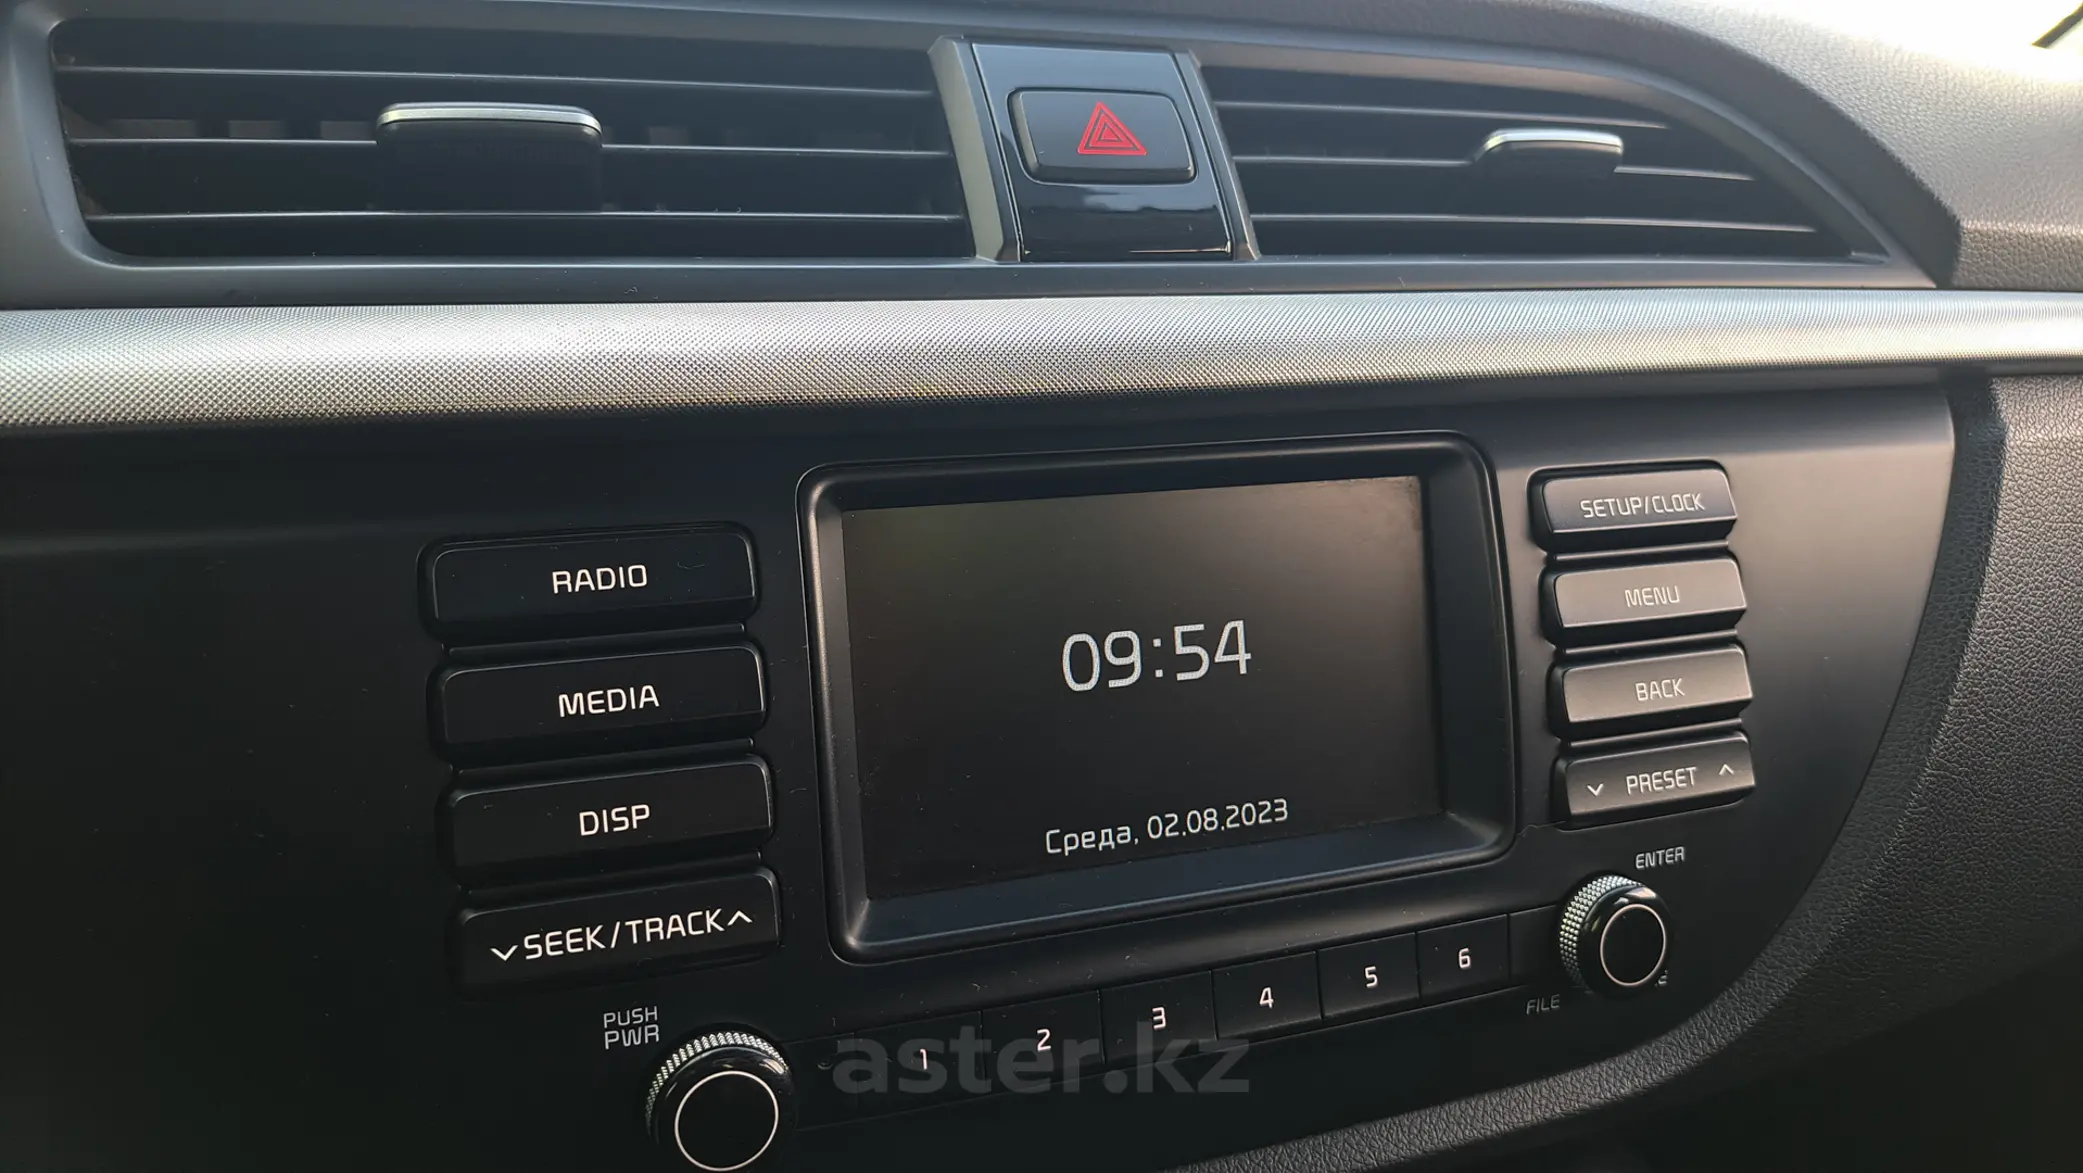 RADIO
MEDIA
DISP
SEEK/TRACK
PUSH
PWR
09:54
Среда, 02.08.2023
SETUP/CLOCK
MENU
BACK
PRESET
ENTER
FILE
1 2 3 4 5 6
aster.kz